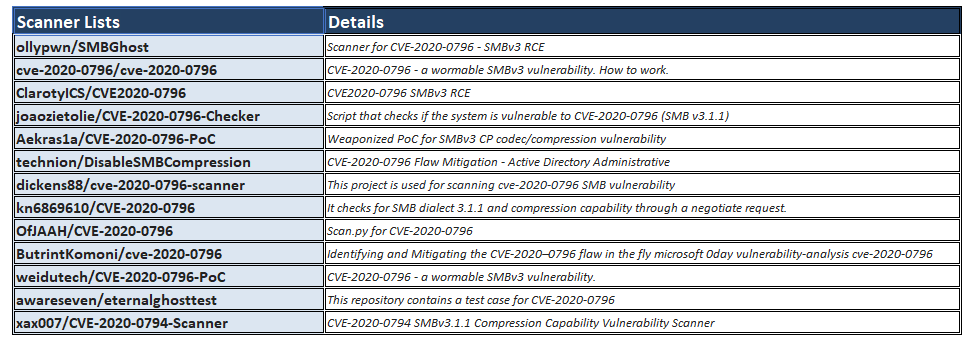 Scanner Lists Details
ollypwn/SMBGhost Scanner for CVE-2020-0796 - SMBv3 RCE
cve-2020-0796/cve-2020-0796 CVE-2020-0796 - a wormable SMBv3 vulnerability. How to work.
ClarotyICS/CVE2020-0796 CVE2020-0796 SMBv3 RCE
joaozietolie/CVE-2020-0796-Checker Script that checks if the system is vulnerable to CVE-2020-0796 (SMB v3.1.1)
Aekras1a/CVE-2020-0796-PoC Weaponized PoC for SMBv3 CP codec/compression vulnerability
technion/DisableSMBCompression CVE-2020-0796 Flaw Mitigation - Active Directory Administrative
dickens88/cve-2020-0796-scanner This project is used for scanning cve-2020-0796 SMB vulnerability
kn6869610/CVE-2020-0796 It checks for SMB dialect 3.1.1 and compression capability through a negotiate request.
OfJAAH/CVE-2020-0796 Scan.py for CVE-2020-0796
ButrintKomoni/cve-2020-0796 Identifying and Mitigating the CVE-2020–0796 flaw in the fly microsoft 0day vulnerability-analysis cve-2020-0796
weidutech/CVE-2020-0796-PoC CVE-2020-0796 - a wormable SMBv3 vulnerability.
awareseven/eternalghosttest This repository contains a test case for CVE-2020-0796
xax007/CVE-2020-0794-Scanner CVE-2020-0794 SMBv3.1.1 Compression Capability Vulnerability Scanner